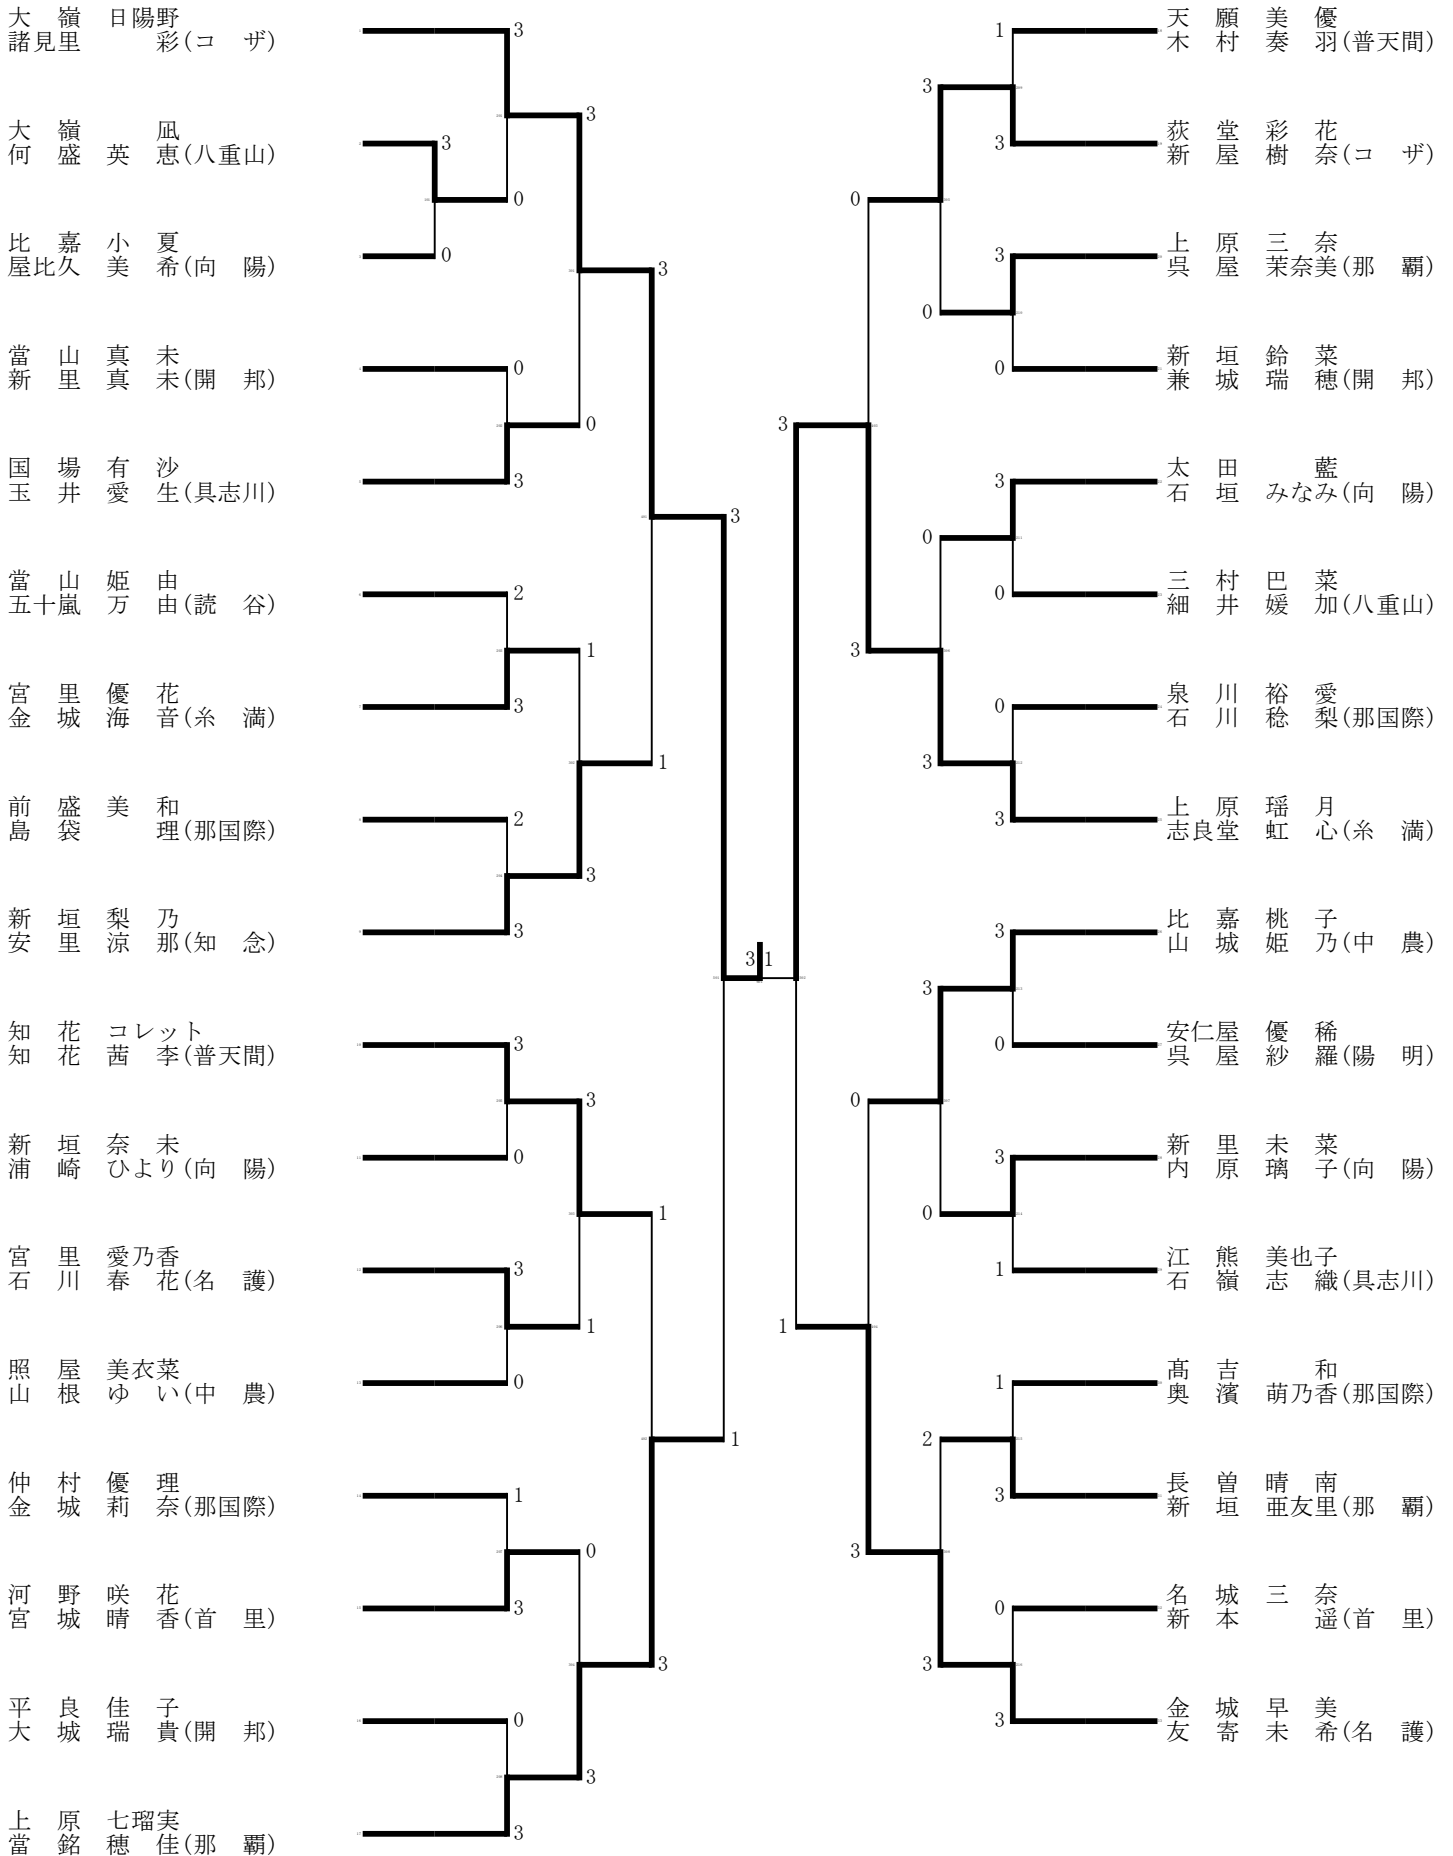 大　嶺　日陽野
諸見里　　　彩(コ　ザ)
3
大　嶺　　　凪
何　盛　英　恵(八重山)
3
0
比　嘉　小　夏
屋比久　美　希(向　陽)
0
3
當　山　真　未
新　里　真　未(開　邦)
0
0
国　場　有　沙
玉　井　愛　生(具志川)
3
3
當　山　姫　由
五十嵐　万　由(読　谷)
2
1
宮　里　優　花
金　城　海　音(糸　満)
3
前　盛　美　和
島　袋　　　理(那国際)
2
3
1
新　垣　梨　乃
安　里　涼　那(知　念)
3
3
知　花　コレット
知　花　茜　李(普天間)
3
3
新　垣　奈　未
浦　崎　ひより(向　陽)
0
宮　里　愛乃香
石　川　春　花(名　護)
3
1
1
照　屋　美衣菜
山　根　ゆ　い(中　農)
0
仲　村　優　理
金　城　莉　奈(那国際)
1
0
河　野　咲　花
宮　城　晴　香(首　里)
3
3
1
平　良　佳　子
大　城　瑞　貴(開　邦)
0
3
上　原　七瑠実
當　銘　穂　佳(那　覇)
3
3 1
天　願　美　優
木　村　奏　羽(普天間)
1
3
荻　堂　彩　花
新　屋　樹　奈(コ　ザ)
3
0
上　原　三　奈
呉　屋　茉奈美(那　覇)
3
0
新　垣　鈴　菜
兼　城　瑞　穂(開　邦)
0
3
太　田　　　藍
石　垣　みなみ(向　陽)
3
0
三　村　巴　菜
細　井　媛　加(八重山)
0
3
泉　川　裕　愛
石　川　稔　梨(那国際)
0
3
上　原　瑶　月
志良堂　虹　心(糸　満)
3
比　嘉　桃　子
山　城　姫　乃(中　農)
3
3
安仁屋　優　稀
呉　屋　紗　羅(陽　明)
0
0
新　里　未　菜
内　原　璃　子(向　陽)
3
0
江　熊　美也子
石　嶺　志　織(具志川)
1
1
髙　吉　　　和
奥　濱　萌乃香(那国際)
1
2
長　曽　晴　南
新　垣　亜友里(那　覇)
3
3
名　城　三　奈
新　本　　　遥(首　里)
0
3
金　城　早　美
友　寄　未　希(名　護)
3